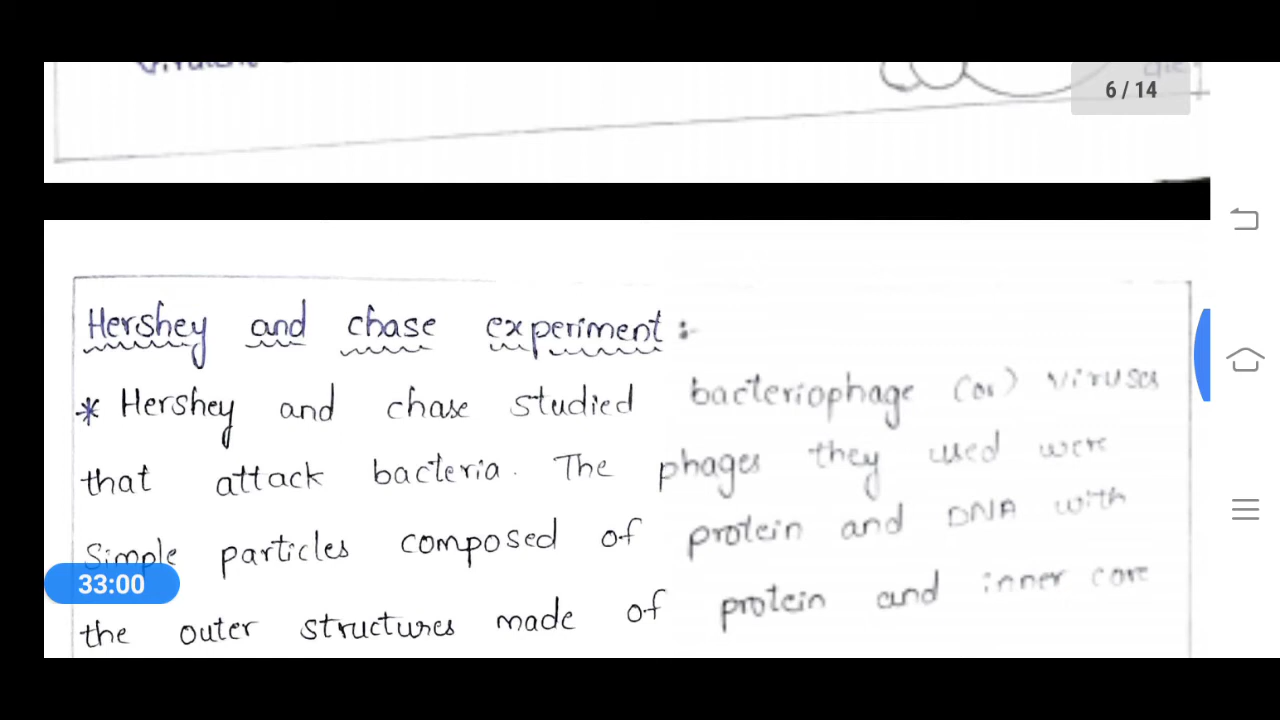 6 / 14
Hershey and chase experiment :-
* Hershey and chase studied bacteriophage (or) viruses
that attack bacteria. The phages they used were
Simple particles composed of protein and DNA with
33:00
the outer structures made of protein and inner core